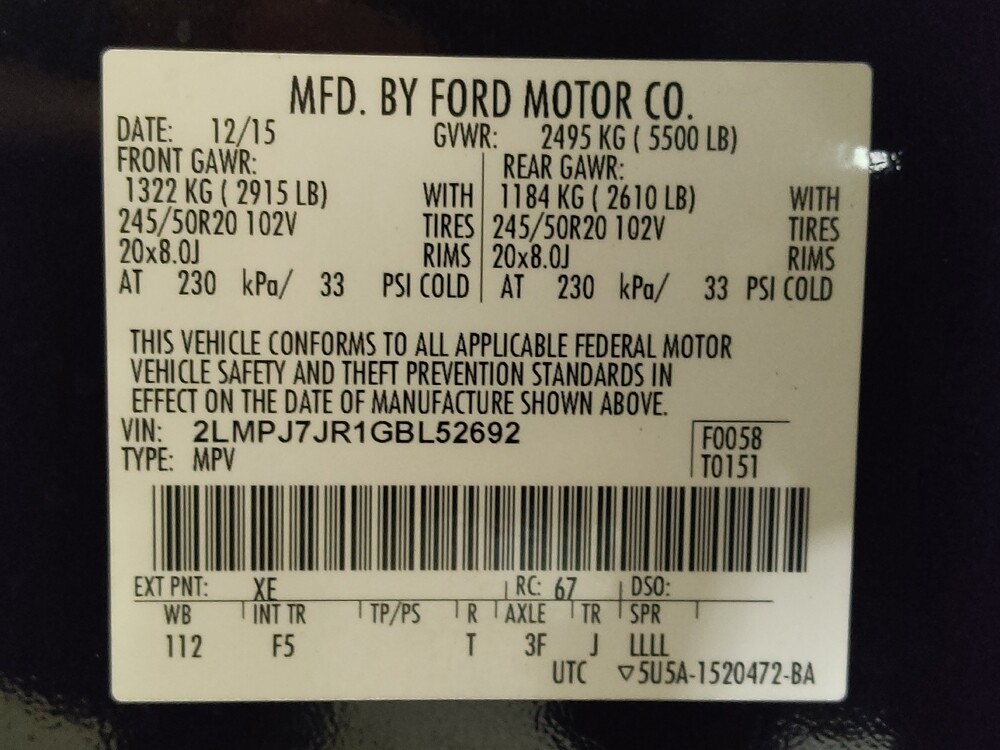 MFD. BY FORD MOTOR CO.
DATE: 12/15 GVWR: 2495 KG ( 5500 LB)
FRONT GAWR: REAR GAWR:
1322 KG ( 2915 LB) WITH 1184 KG ( 2610 LB) WITH
245/50R20 102V TIRES 245/50R20 102V TIRES
20x8.0J RIMS 20x8.0J RIMS
AT 230 kPa/ 33 PSI COLD AT 230 kPa/ 33 PSI COLD
THIS VEHICLE CONFORMS TO ALL APPLICABLE FEDERAL MOTOR
VEHICLE SAFETY AND THEFT PREVENTION STANDARDS IN
EFFECT ON THE DATE OF MANUFACTURE SHOWN ABOVE.
VIN: 2LMPJ7JR1GBL52692 F0058
TYPE: MPV T0151
EXT PNT: XE RC: 67 DSO:
WB INT TR TP/PS R AXLE TR SPR
112 F5 T 3F J LLLL
UTC ▽5U5A-1520472-BA